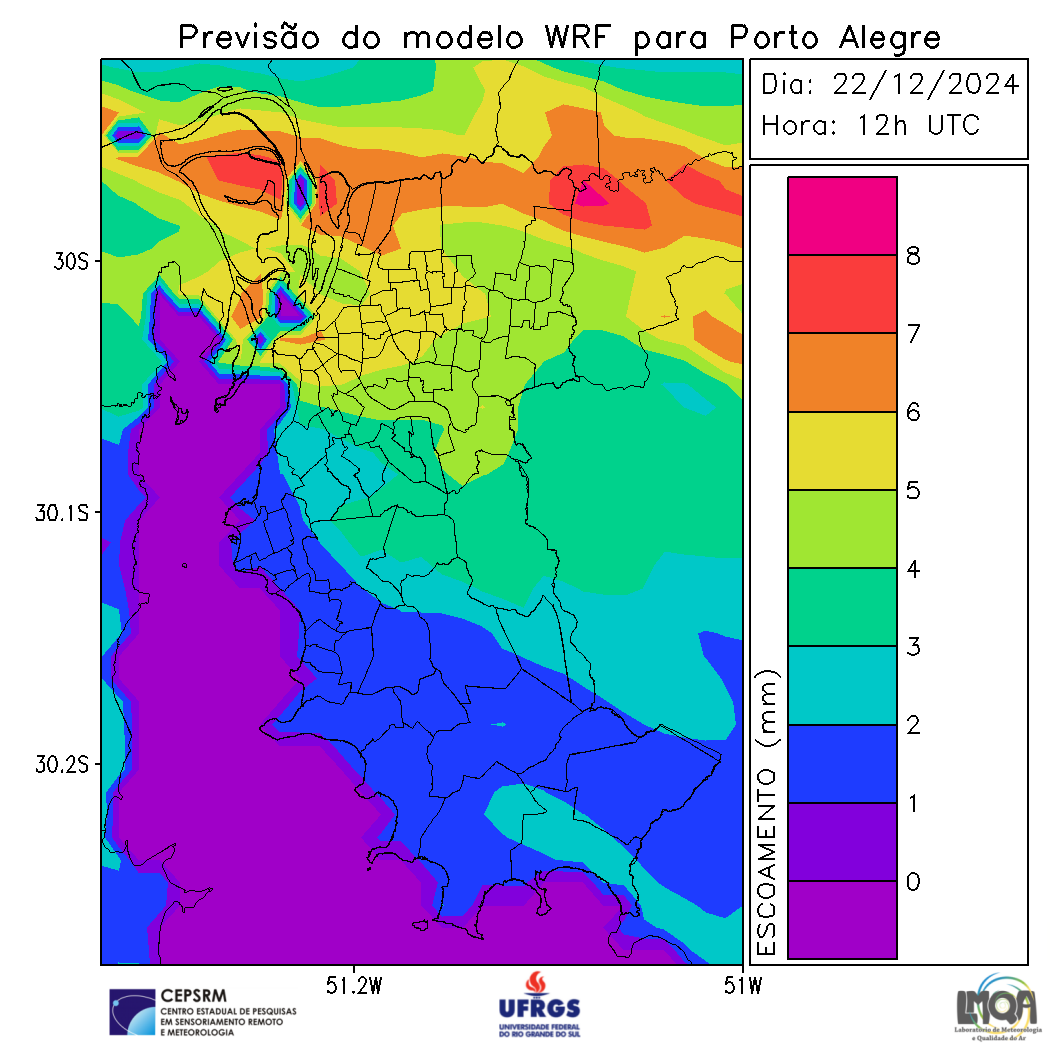 Previsão do modelo WRF para Porto Alegre
Dia: 22/12/2024
Hora: 12h UTC
30S
30.1S
30.2S
51.2W
51W
ESCOAMENTO (mm)
8
7
6
5
4
3
2
1
0
CEPSRM
CENTRO ESTADUAL DE PESQUISAS
EM SENSORIAMENTO REMOTO
E METEOROLOGIA
UFRGS
UNIVERSIDADE FEDERAL
DO RIO GRANDE DO SUL
LMQA
Laboratório de Meteorologia
e Qualidade do Ar